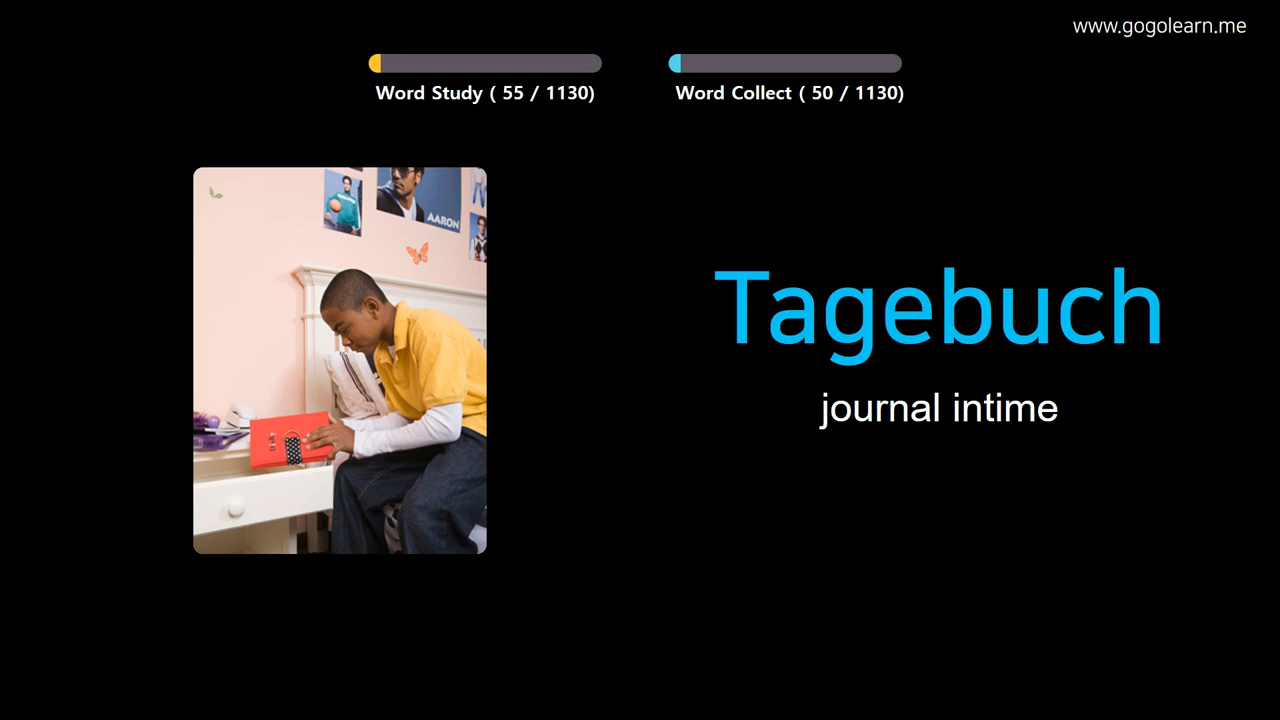 www.gogolearn.me
Word Study ( 55 / 1130)
Word Collect ( 50 / 1130)
AARON
Tagebuch
journal intime